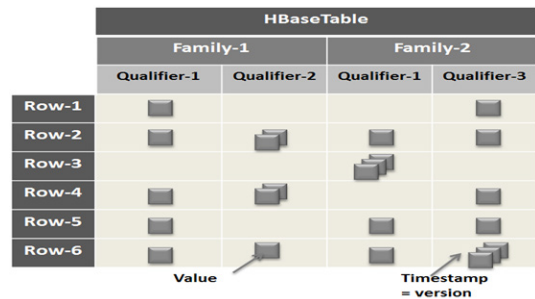 HBaseTable
Family-1 Family-2
Qualifier-1 Qualifier-2 Qualifier-1 Qualifier-3
Row-1
Row-2
Row-3
Row-4
Row-5
Row-6
Value
Timestamp
= version